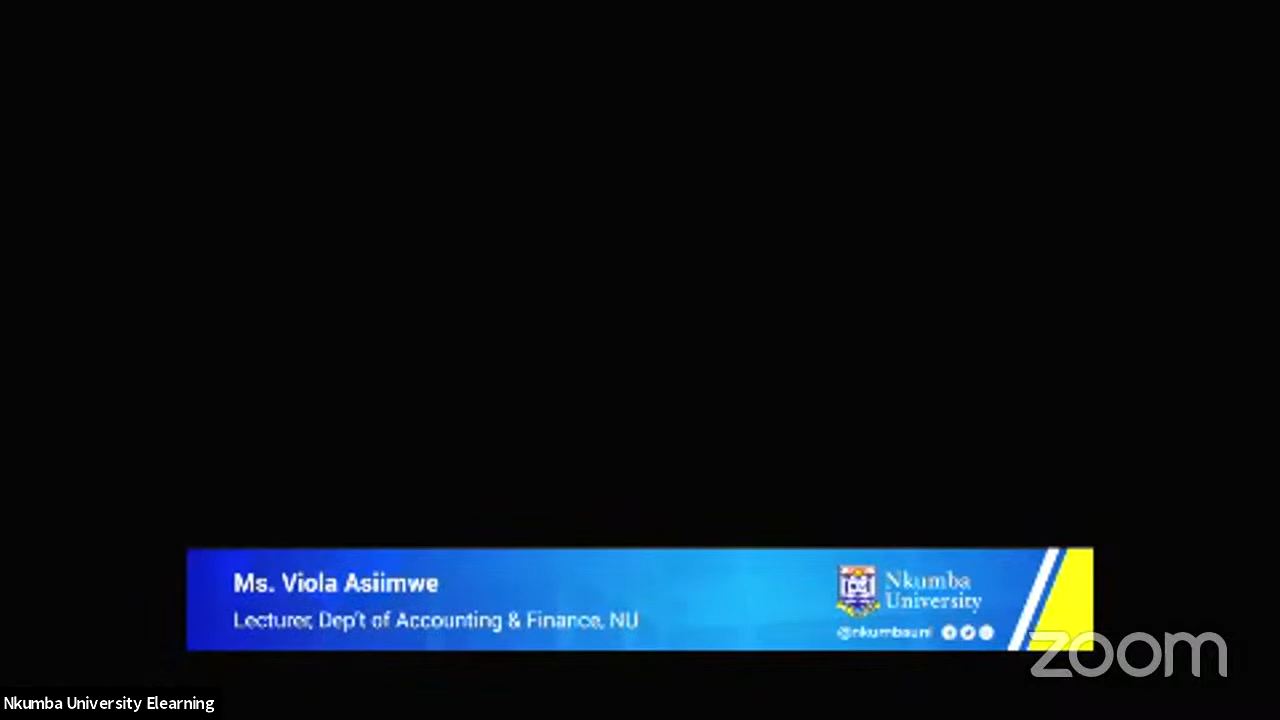 Ms. Viola Asiimwe
Lecturer, Dep't of Accounting & Finance, NU
Nkumba
University
@nkumbauni
zoom
Nkumba University Elearning